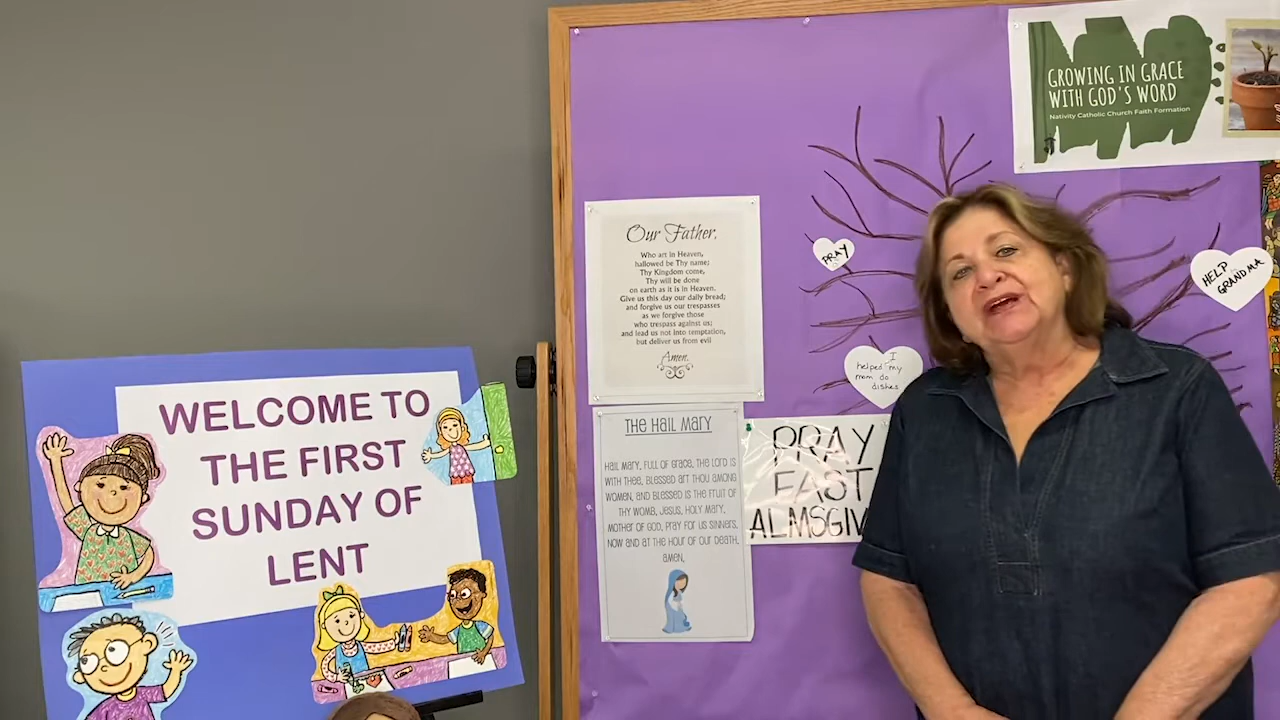 WELCOME TO
THE FIRST
SUNDAY OF
LENT
Our Father,
Who art in Heaven,
hallowed be Thy name;
Thy Kingdom come,
Thy will be done
on earth as it is in Heaven.
Give us this day our daily bread;
and forgive us our trespasses
as we forgive those
who trespass against us;
and lead us not into temptation,
but deliver us from evil
Amen.
THE HAIL MARY
HAIL MARY, FULL OF GRACE, THE LORD IS
WITH THEE, BLESSED ART THOU AMONG
WOMEN, AND BLESSED IS THE FRUIT OF
THY WOMB, JESUS, HOLY MARY,
MOTHER OF GOD, PRAY FOR US SINNERS,
NOW AND AT THE HOUR OF OUR DEATH.
AMEN.
PRAY
FAST
ALMSGIV
PRAY
I
helped my
mom do
dishes
GROWING IN GRACE
WITH GOD'S WORD
Nativity Catholic Church Faith Formation
HELP
GRANDMA